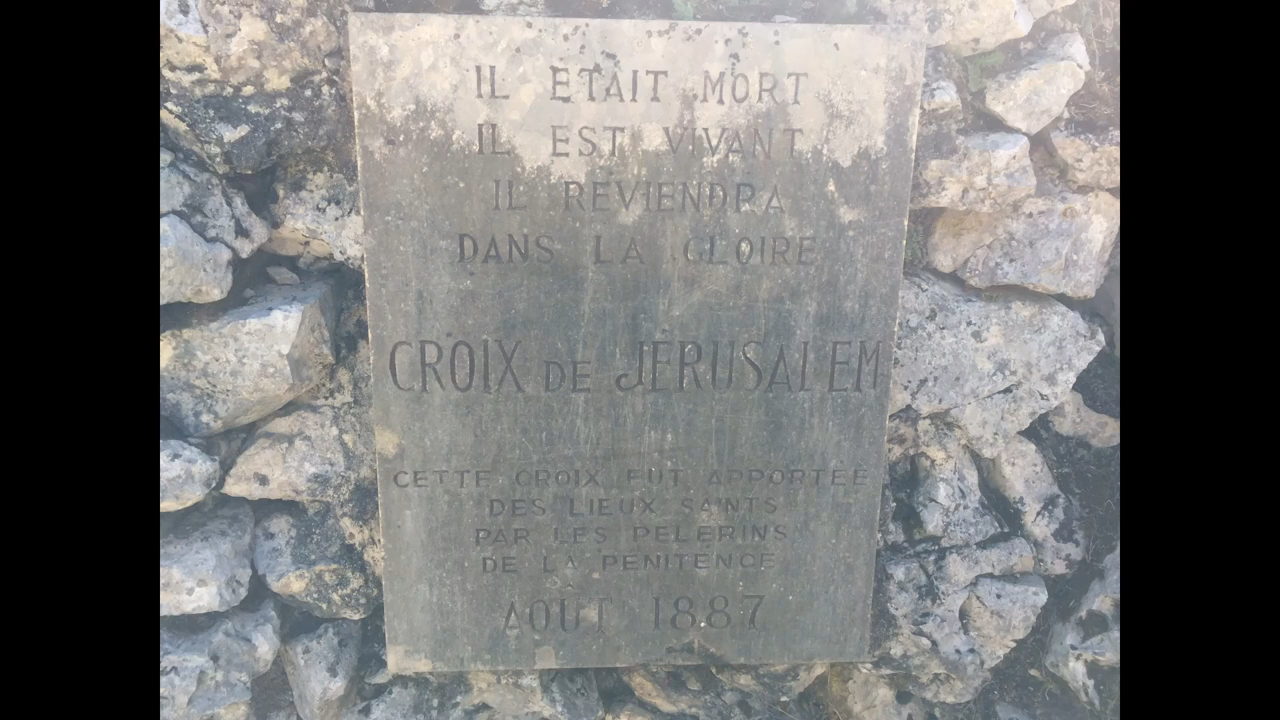 IL ETAIT MORT
IL EST VIVANT
IL REVIENDRA
DANS LA GLOIRE
CROIX DE JERUSALEM
CETTE CROIX FUT APPORTEE
DES LIEUX SAINTS
PAR LES PELERINS
DE LA PENITENCE
AOUT 1887